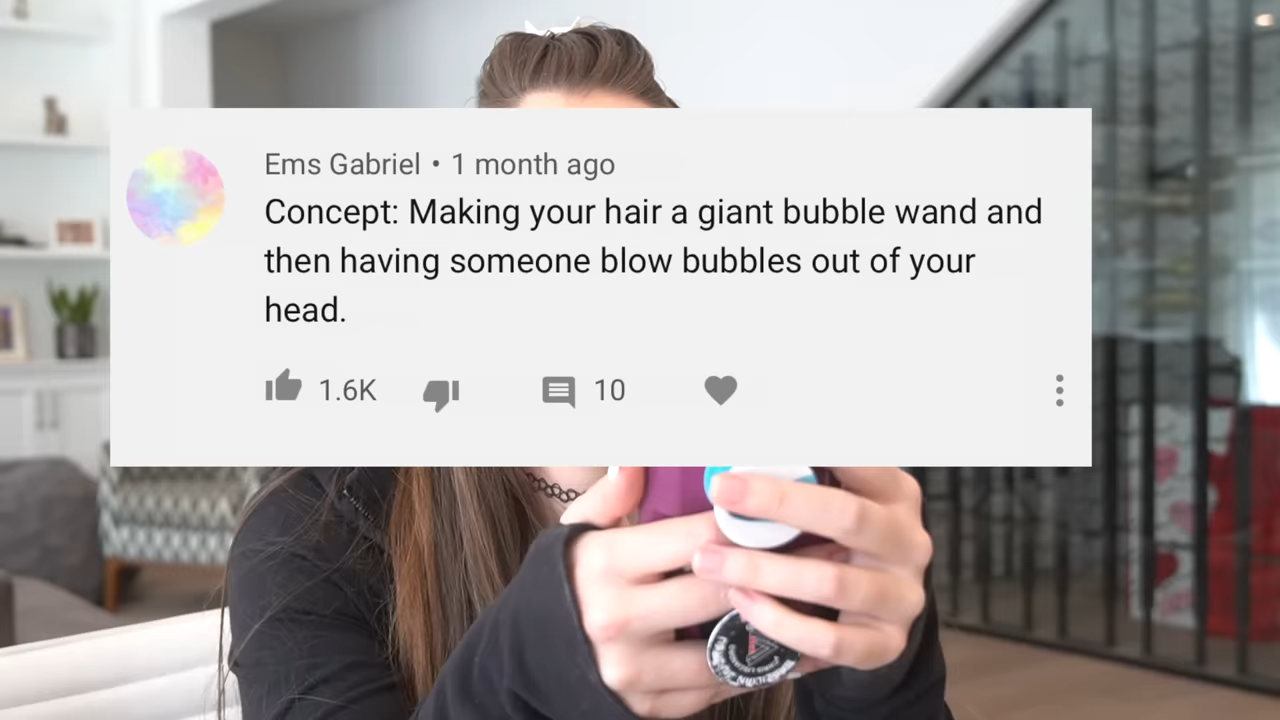 Ems Gabriel • 1 month ago
Concept: Making your hair a giant bubble wand and
then having someone blow bubbles out of your
head.
1.6K 10